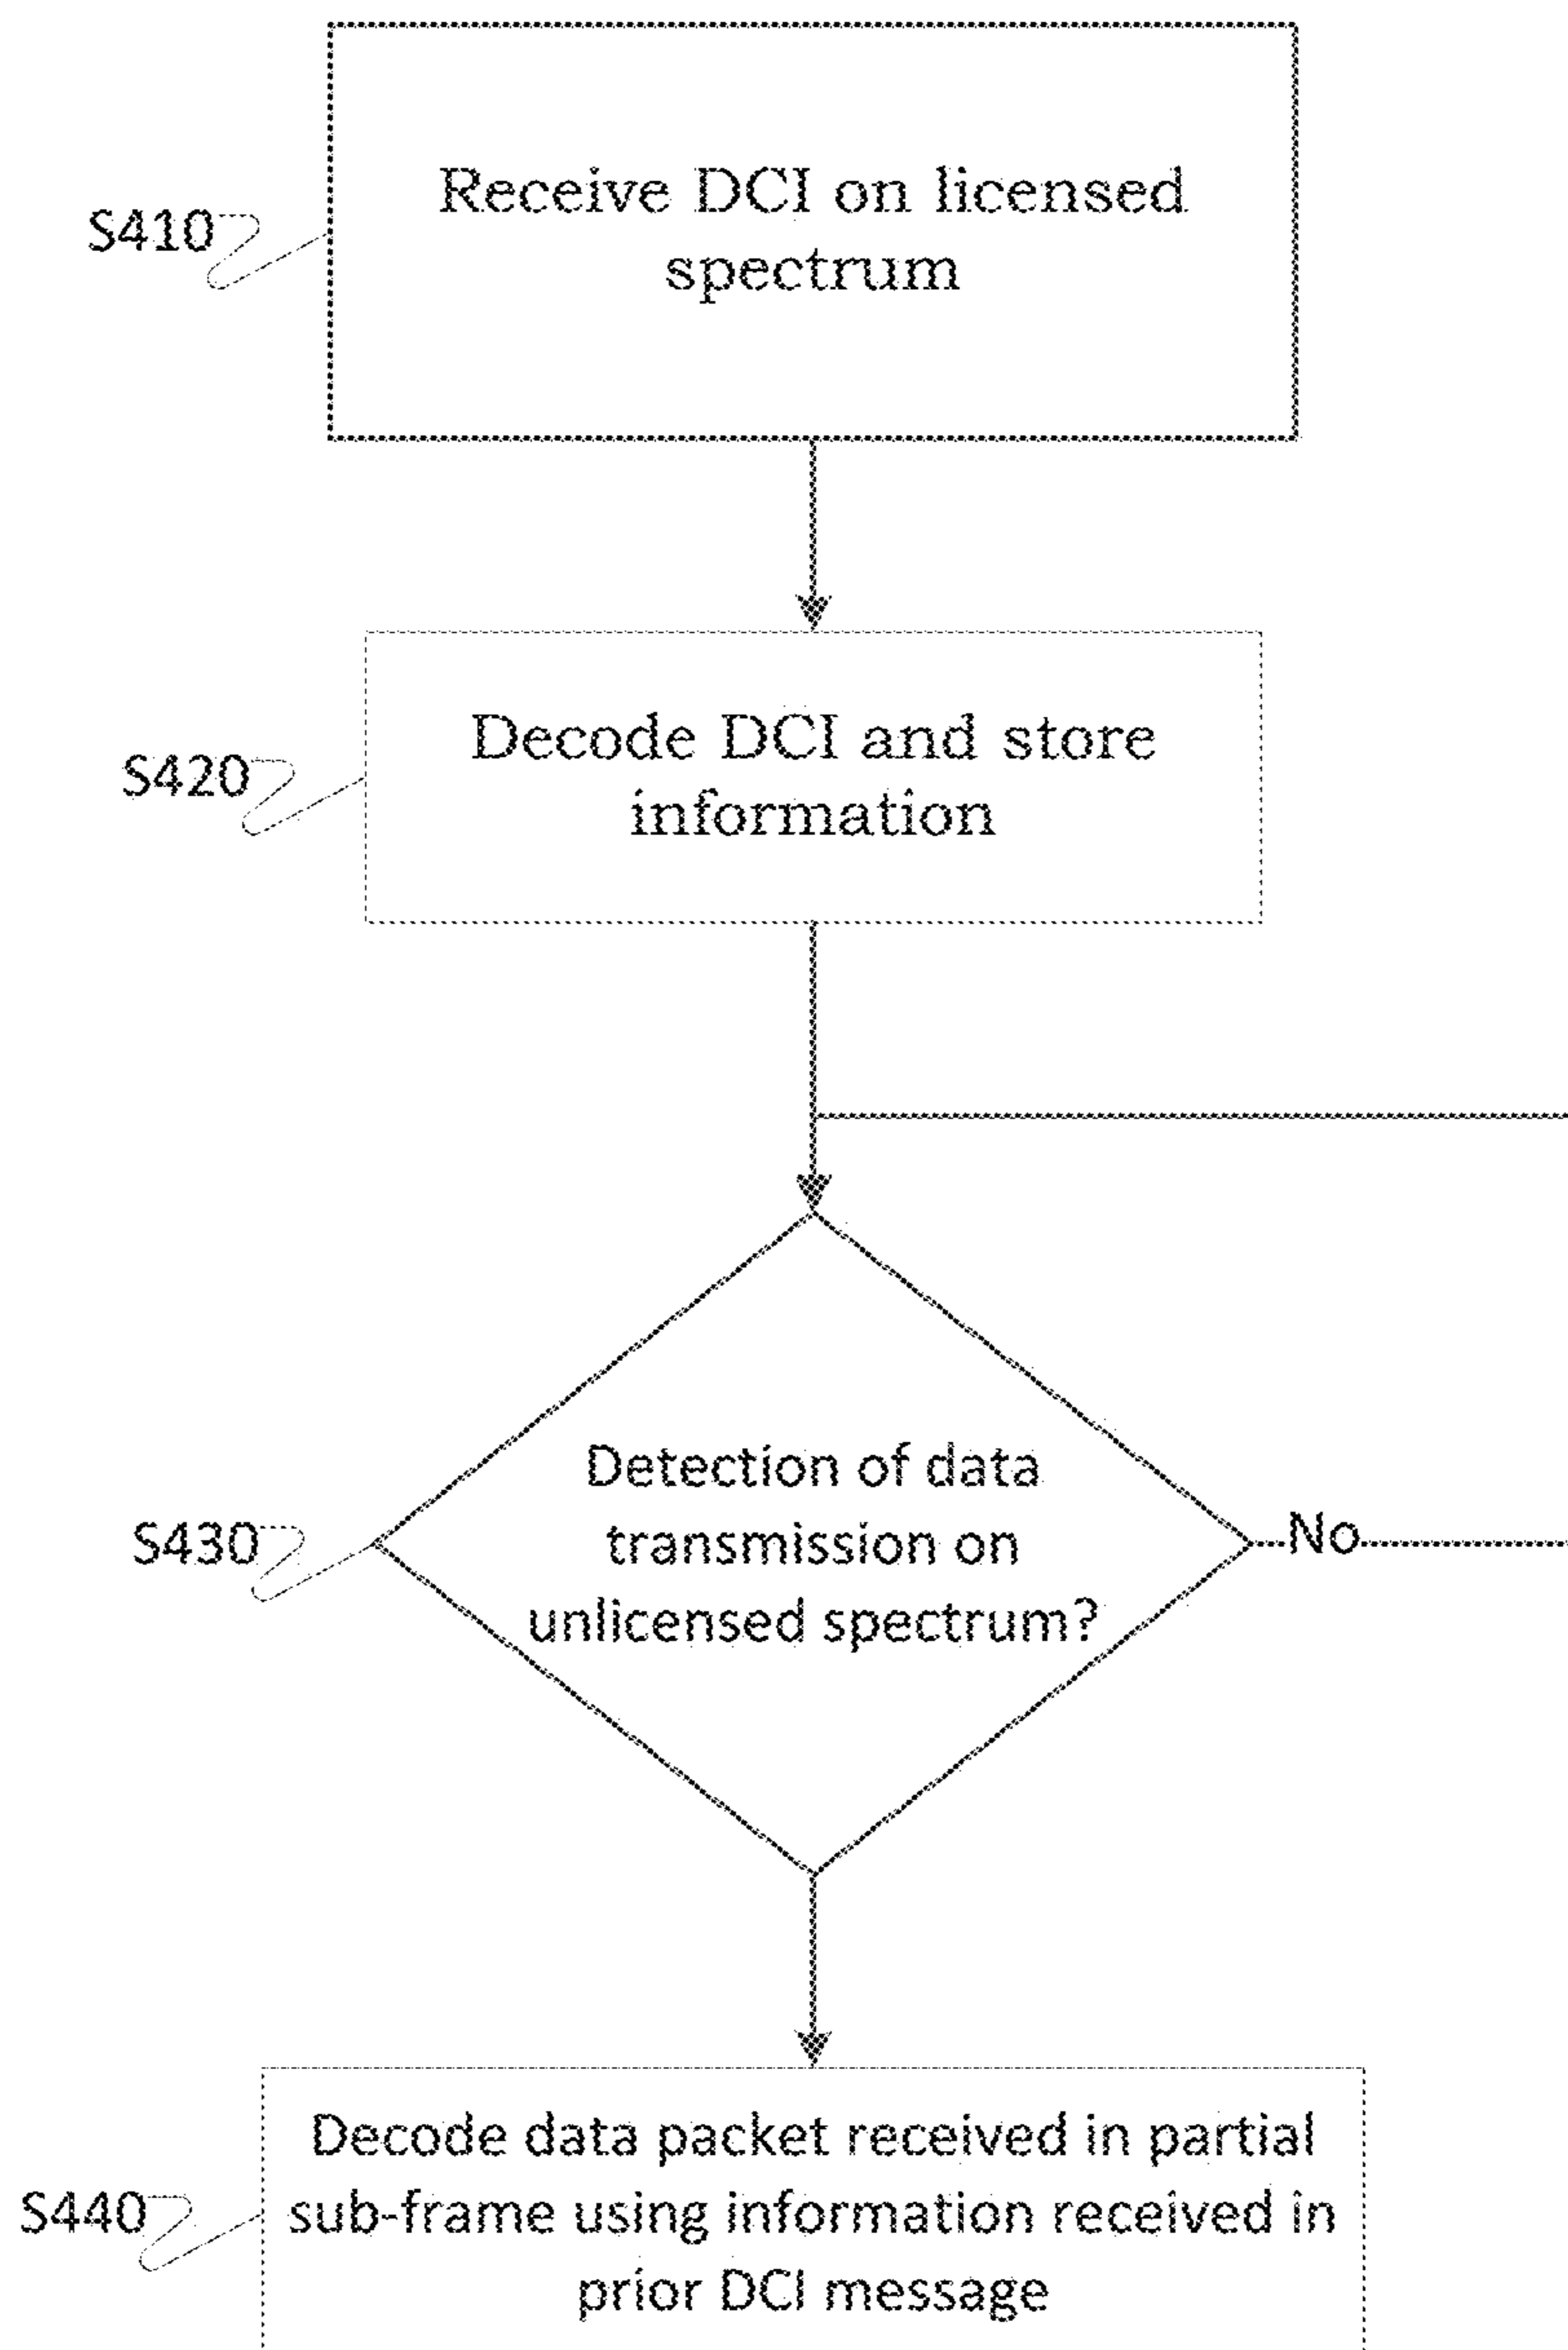 Receive DCI on licensed
spectrum
S410
Decode DCI and store
information
S420
Detection of data
transmission on
unlicensed spectrum?
S430
No
Decode data packet received in partial
sub-frame using information received in
prior DCI message
S440